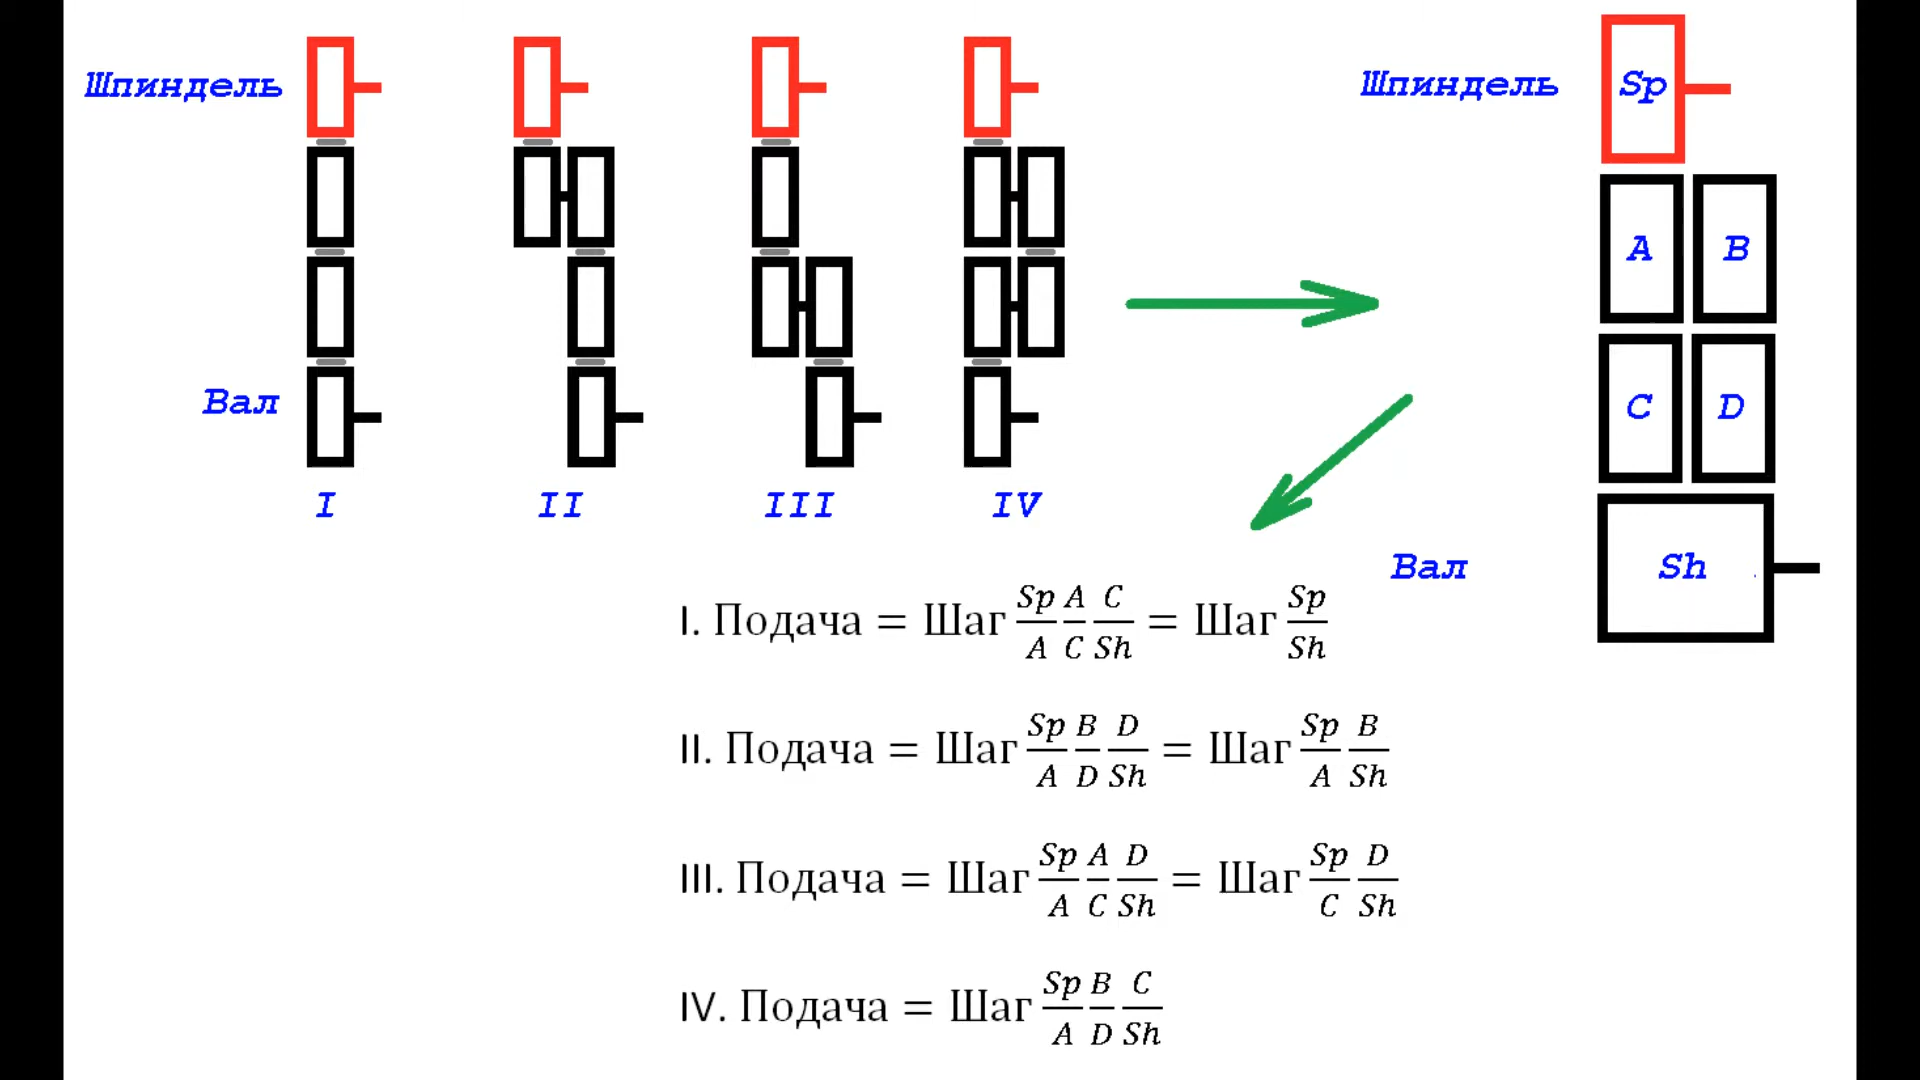 Шпиндель
Вал
I II III IV
Шпиндель
Sp
A B
C D
Вал
Sh
I. Подача = Шаг Sp/A A/C C/Sh = Шаг Sp/Sh
II. Подача = Шаг Sp/A B/D D/Sh = Шаг Sp/A B/Sh
III. Подача = Шаг Sp/A A/C D/Sh = Шаг Sp/C D/Sh
IV. Подача = Шаг Sp/A B/D C/Sh